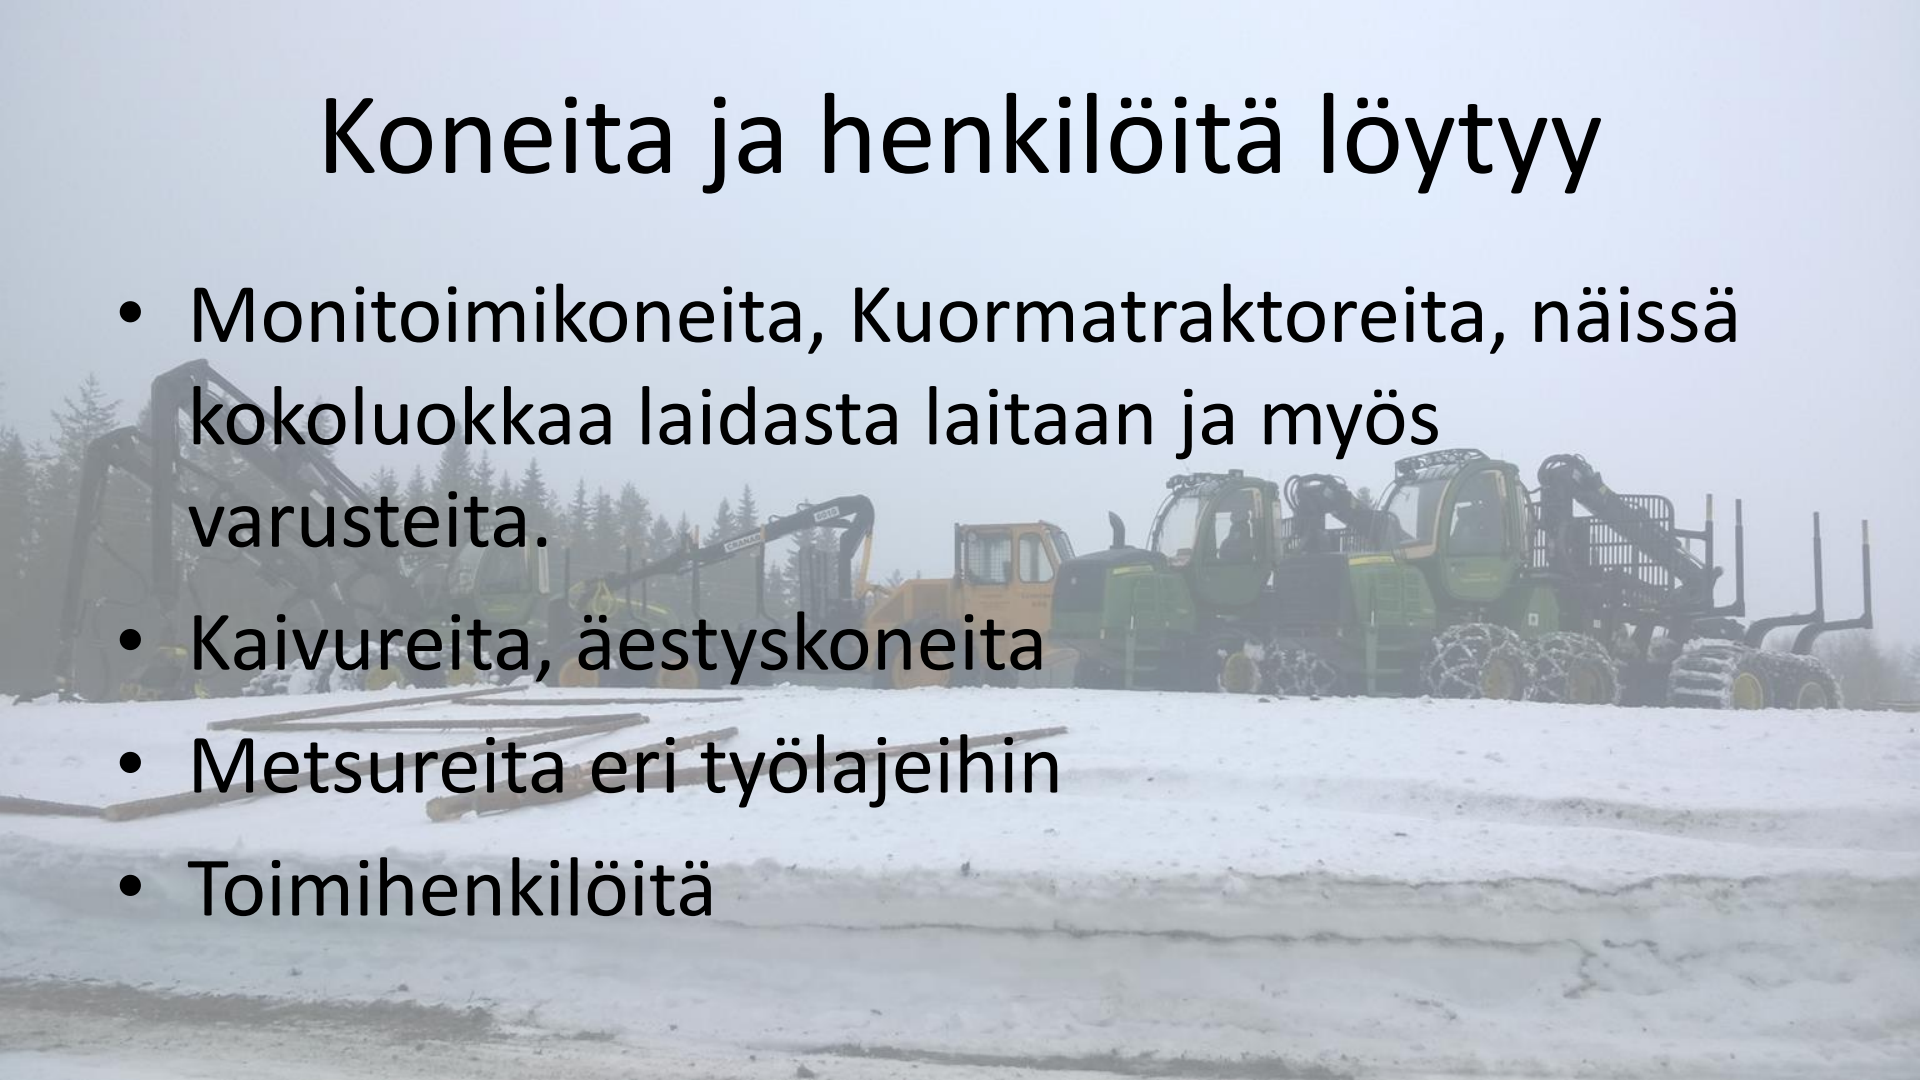 Koneita ja henkilöitä löytyy
• Monitoimikoneita, Kuormatraktoreita, näissä
kokoluokkaa laidasta laitaan ja myös
varusteita.
• Kaivureita, äestyskoneita
• Metsureita eri työlajeihin
• Toimihenkilöitä
CRANAB